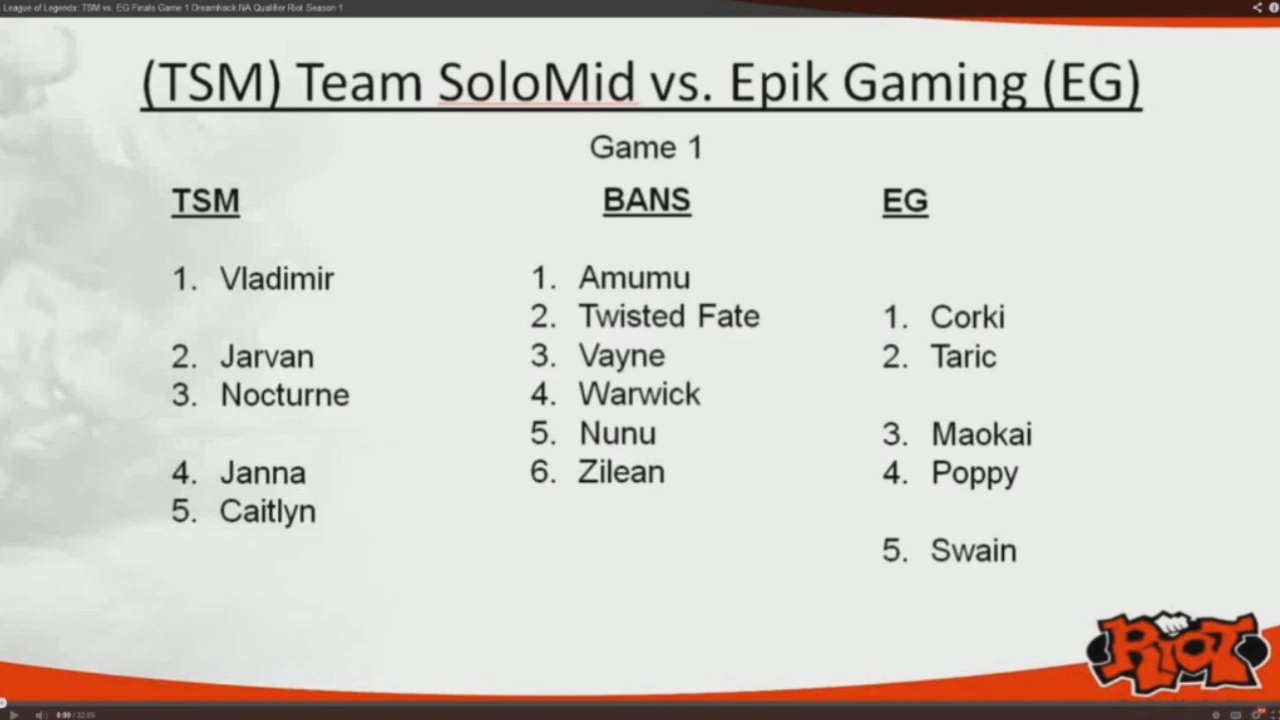 League of Legends: TSM vs. EG Finals Game 1 Dreamhack NA Qualifier Riot Season 1
(TSM) Team SoloMid vs. Epik Gaming (EG)
Game 1
TSM
1. Vladimir
2. Jarvan
3. Nocturne
4. Janna
5. Caitlyn
BANS
1. Amumu
2. Twisted Fate
3. Vayne
4. Warwick
5. Nunu
6. Zilean
EG
1. Corki
2. Taric
3. Maokai
4. Poppy
5. Swain
RIOT